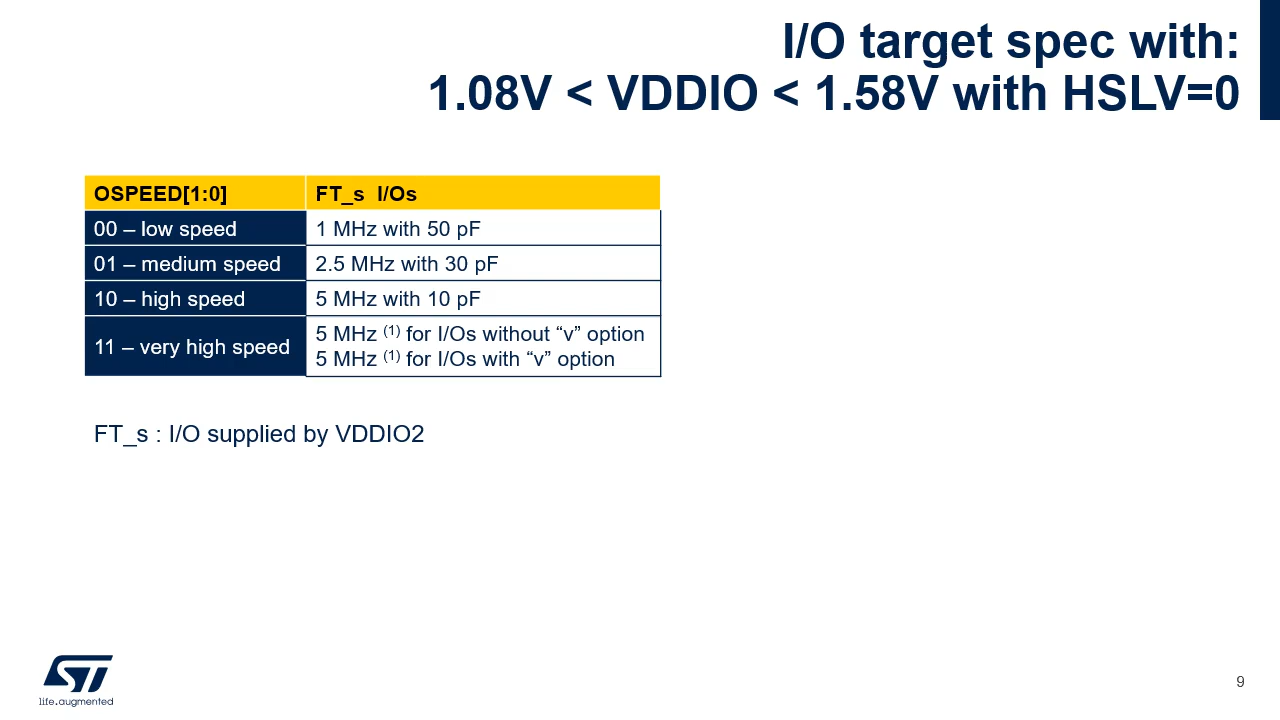 I/O target spec with:
1.08V < VDDIO < 1.58V with HSLV=0
OSPEED[1:0] FT_s I/Os
00 – low speed 1 MHz with 50 pF
01 – medium speed 2.5 MHz with 30 pF
10 – high speed 5 MHz with 10 pF
11 – very high speed 5 MHz (1) for I/Os without “v” option
5 MHz (1) for I/Os with “v” option
FT_s : I/O supplied by VDDIO2
ST
life.augmented
9